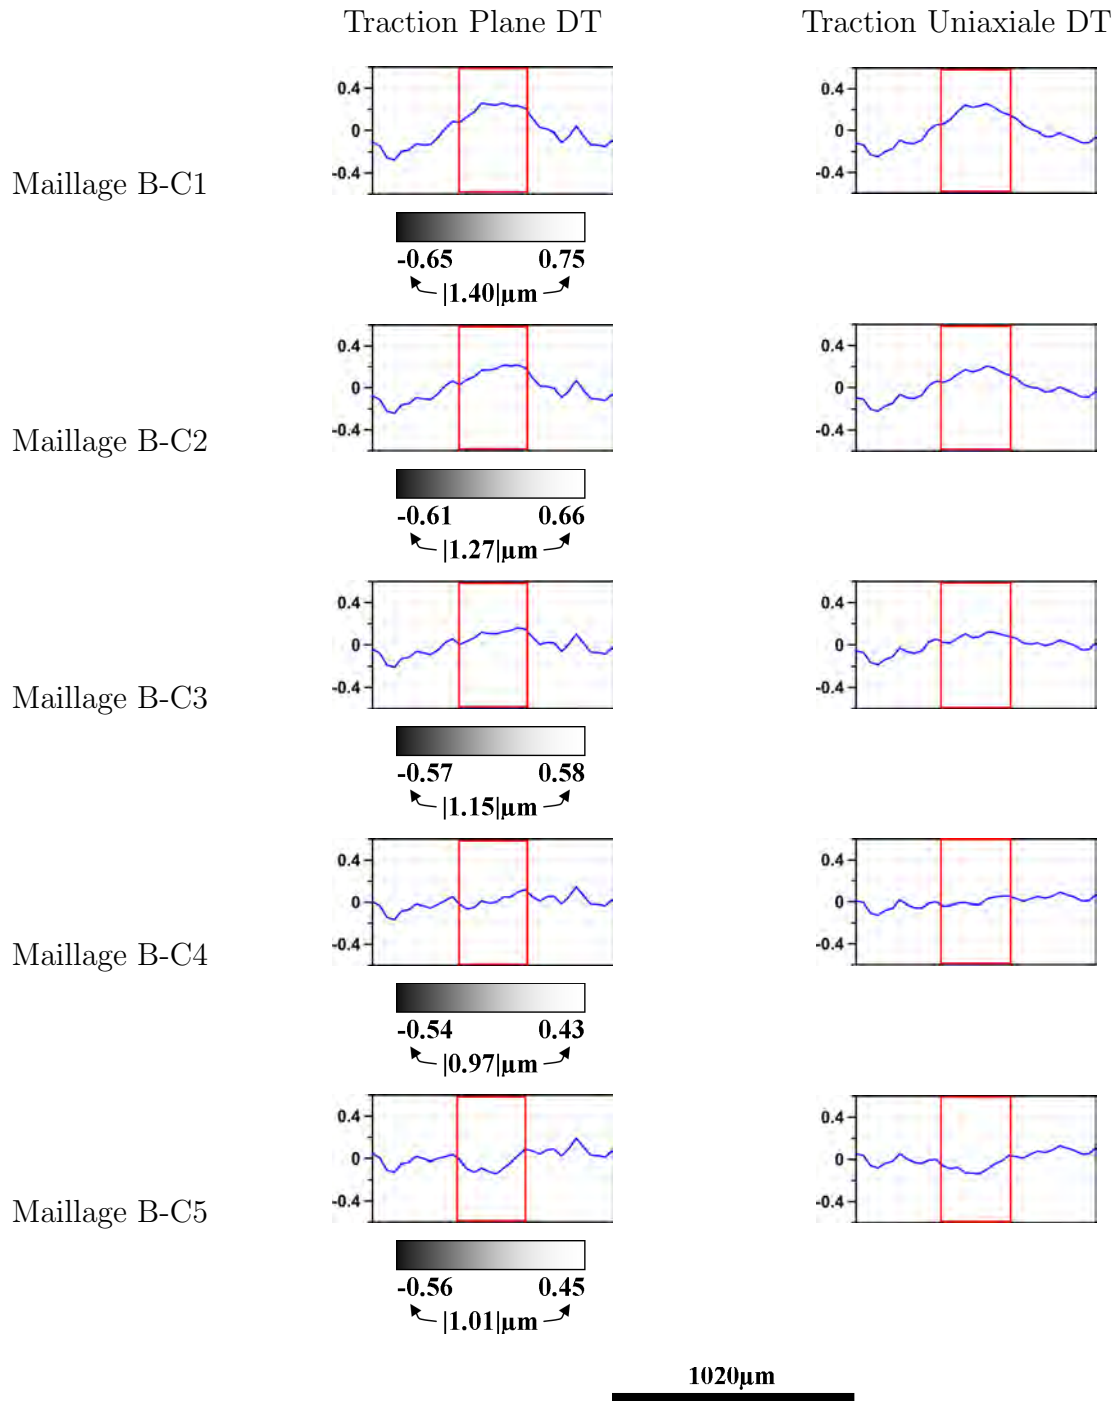 Traction Plane DT Traction Uniaxiale DT
0.4 0.4
0 0
-0.4 -0.4
Maillage B-C1
-0.65 0.75
|1.40|µm
0.4 0.4
0 0
-0.4 -0.4
Maillage B-C2
-0.61 0.66
|1.27|µm
0.4 0.4
0 0
-0.4 -0.4
Maillage B-C3
-0.57 0.58
|1.15|µm
0.4 0.4
0 0
-0.4 -0.4
Maillage B-C4
-0.54 0.43
|0.97|µm
0.4 0.4
0 0
-0.4 -0.4
Maillage B-C5
-0.56 0.45
|1.01|µm
1020µm